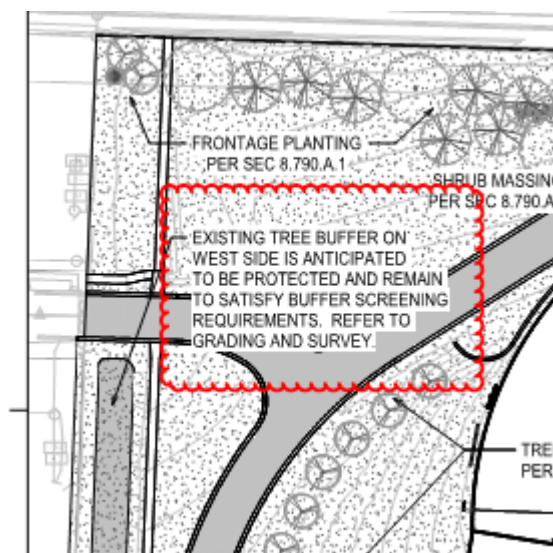 FRONTAGE PLANTING
PER SEC 8.790.A.1
SHRUB MASSING
PER SEC 8.790.A
EXISTING TREE BUFFER ON
WEST SIDE IS ANTICIPATED
TO BE PROTECTED AND REMAIN
TO SATISFY BUFFER SCREENING
REQUIREMENTS. REFER TO
GRADING AND SURVEY.
TREE
PER